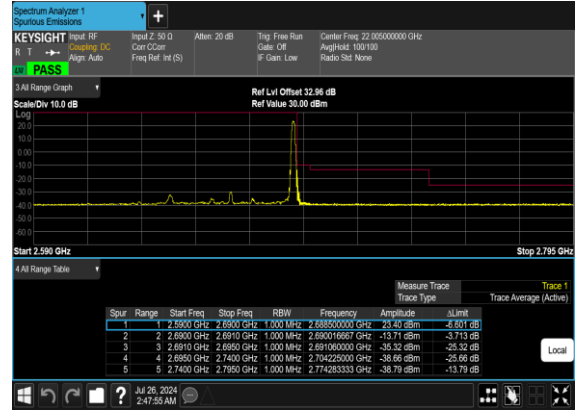 Spectrum Analyzer 1
Spurious Emissions
KEYSIGHT Input: RF Input Z: 50 Ω Atten: 20 dB Trig: Free Run Center Freq: 22.005000000 GHz
R T Coupling: DC Corr CCorr Gate: Off Avg|Hold: 100/100
Align: Auto Freq Ref: Int (S) IF Gain: Low Radio Std: None
PASS
3 All Range Graph
Ref Lvl Offset 32.96 dB
Scale/Div 10.0 dB Ref Value 30.00 dBm
Log
20.0
10.0
0.00
-10.0
-20.0
-30.0
-40.0
-50.0
-60.0
Start 2.590 GHz Stop 2.795 GHz
4 All Range Table
Measure Trace Trace 1
Trace Type Trace Average (Active)
Spur Range Start Freq Stop Freq RBW Frequency Amplitude ΔLimit
1 1 2.5900 GHz 2.6900 GHz 1.000 MHz 2.688500000 GHz 23.40 dBm -6.601 dB
2 2 2.6900 GHz 2.6910 GHz 1.000 MHz 2.690016667 GHz -13.71 dBm -3.713 dB
3 3 2.6910 GHz 2.6950 GHz 1.000 MHz 2.691060000 GHz -35.32 dBm -25.32 dB
4 4 2.6950 GHz 2.7400 GHz 1.000 MHz 2.704225000 GHz -38.66 dBm -25.66 dB
5 5 2.7400 GHz 2.7950 GHz 1.000 MHz 2.774283333 GHz -38.79 dBm -13.79 dB
Local
Jul 26, 2024
2:47:55 AM